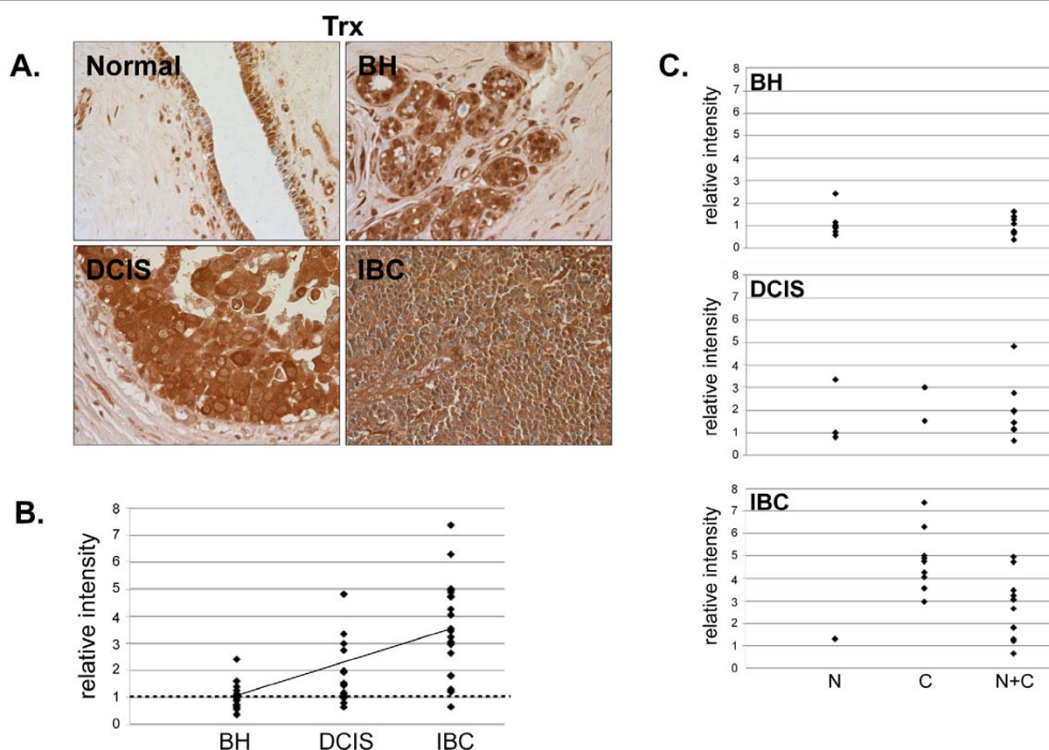 Trx
A.
Normal
BH
DCIS
IBC
B.
relative intensity
8
7
6
5
4
3
2
1
0
BH DCIS IBC
C.
BH
relative intensity
8
7
6
5
4
3
2
1
0
DCIS
relative intensity
8
7
6
5
4
3
2
1
0
IBC
relative intensity
8
7
6
5
4
3
2
1
0
N C N+C